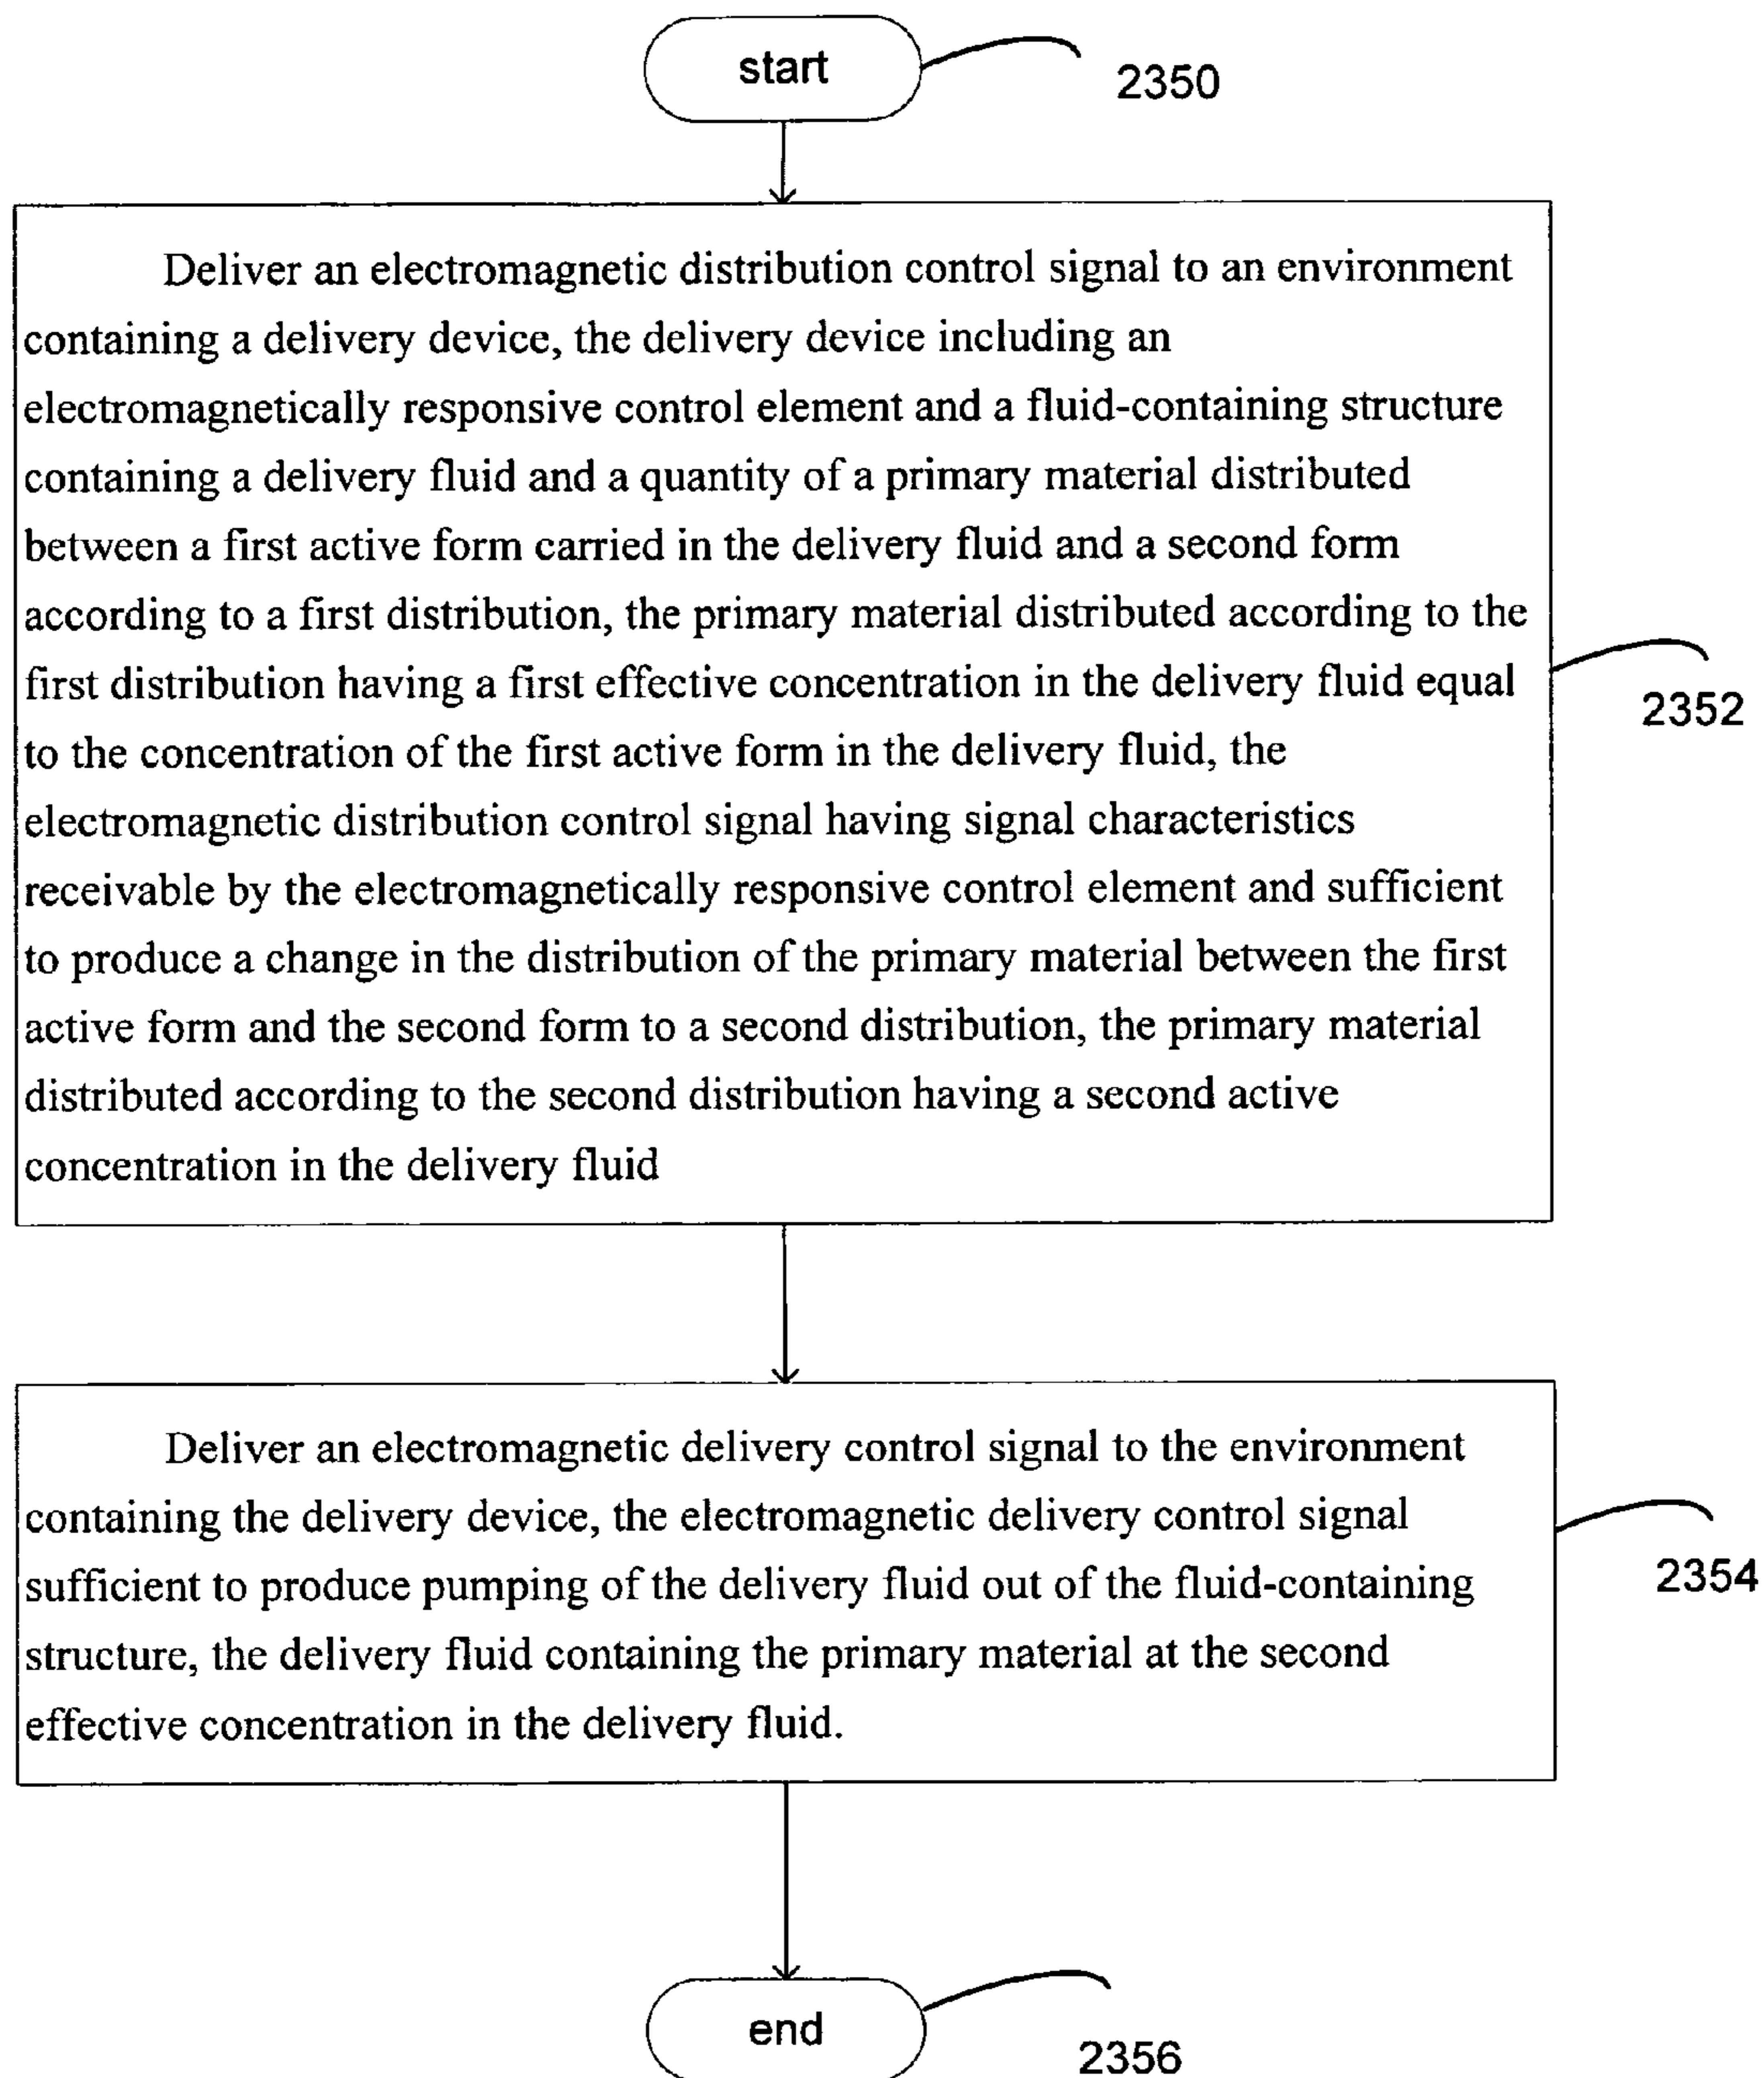 start
2350
Deliver an electromagnetic distribution control signal to an environment
containing a delivery device, the delivery device including an
electromagnetically responsive control element and a fluid-containing structure
containing a delivery fluid and a quantity of a primary material distributed
between a first active form carried in the delivery fluid and a second form
according to a first distribution, the primary material distributed according to the
first distribution having a first effective concentration in the delivery fluid equal
to the concentration of the first active form in the delivery fluid, the
electromagnetic distribution control signal having signal characteristics
receivable by the electromagnetically responsive control element and sufficient
to produce a change in the distribution of the primary material between the first
active form and the second form to a second distribution, the primary material
distributed according to the second distribution having a second active
concentration in the delivery fluid
2352
Deliver an electromagnetic delivery control signal to the environment
containing the delivery device, the electromagnetic delivery control signal
sufficient to produce pumping of the delivery fluid out of the fluid-containing
structure, the delivery fluid containing the primary material at the second
effective concentration in the delivery fluid.
2354
end
2356